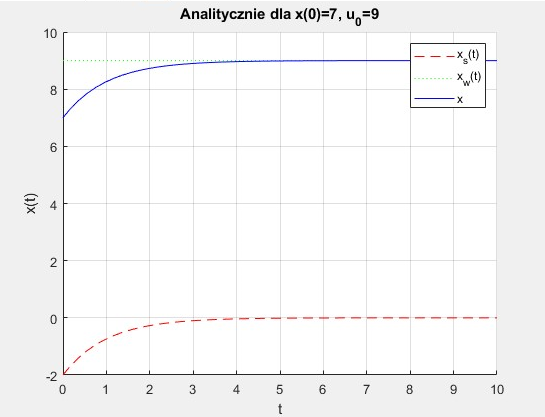 Analitycznie dla x(0)=7, u₀=9
10
8
6
4
2
0
-2
x(t)
0 1 2 3 4 5 6 7 8 9 10
t
xₛ(t)
x_w(t)
x